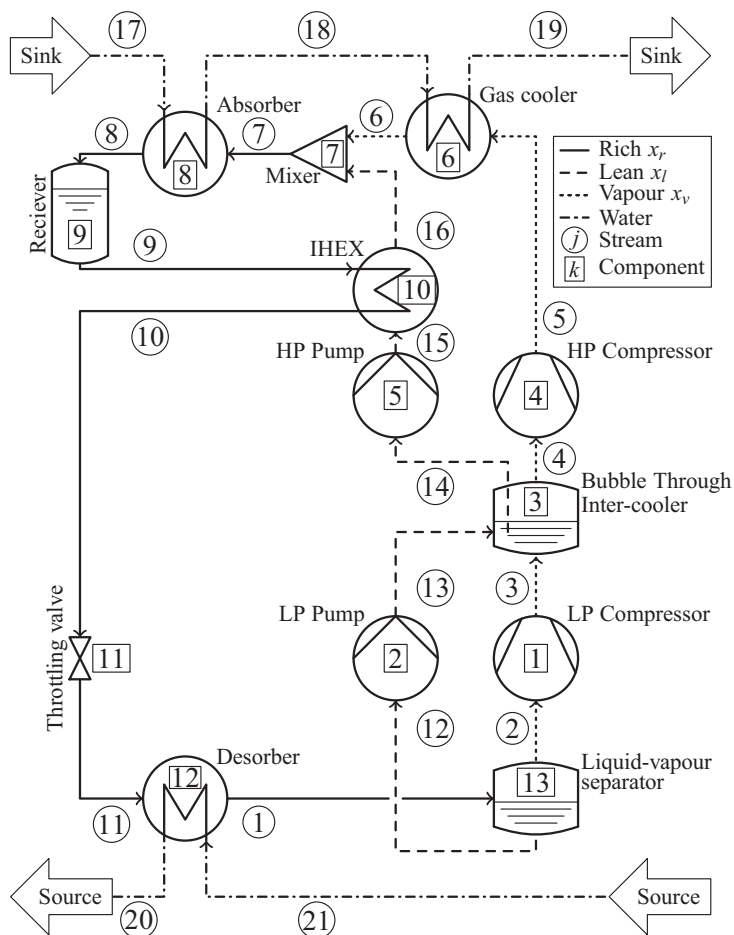 17
18
19
Sink
Sink
Absorber
Gas cooler
8
7
6
7
6
8
Mixer
Rich x_r
Lean x_l
Vapour x_v
Water
j Stream
k Component
Reciever
9
9
IHEX
16
10
10
15
5
HP Pump
HP Compressor
5
4
4
14
3
Bubble Through
Inter-cooler
13
3
LP Pump
LP Compressor
Throttling valve
11
2
1
12
2
Desorber
12
Liquid-vapour
separator
13
11
1
Source
Source
20
21